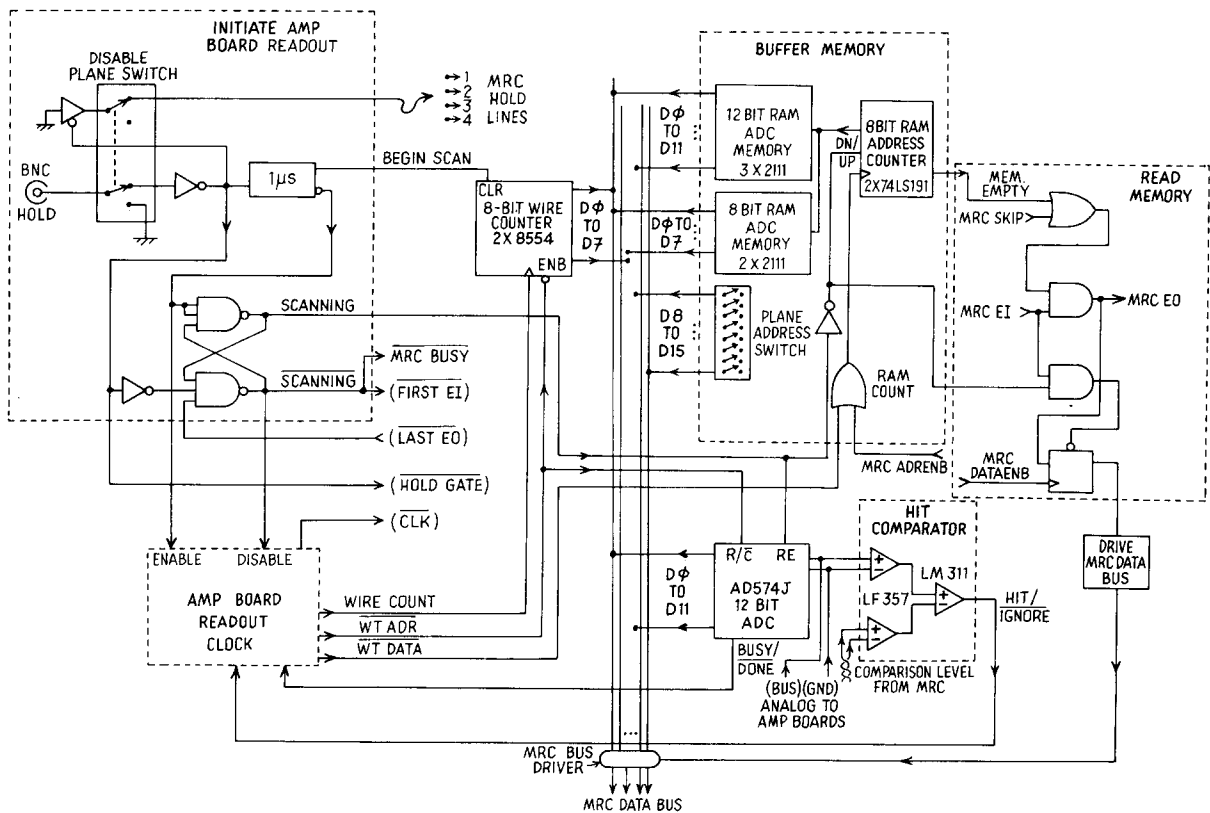 INITIATE AMP
BOARD READOUT
DISABLE
PLANE SWITCH
BNC
HOLD
1μs
1
2
3
4
MRC
HOLD
LINES
BEGIN SCAN
CLR
8-BIT WIRE
COUNTER
2X 8554
ENB
DØ
TO
D7
SCANNING
SCANNING
MRC BUSY
(FIRST EI)
(LAST EO)
(HOLD GATE)
(CLK)
ENABLE DISABLE
AMP BOARD
READOUT
CLOCK
WIRE COUNT
WT ADR
WT DATA
BUFFER MEMORY
DØ
TO
D11
12 BIT RAM
ADC
MEMORY
3 X 2111
DØ TO
D7
8 BIT RAM
ADC
MEMORY
2 X 2111
D8
TO
D15
PLANE
ADDRESS
SWITCH
DN/
UP
8BIT RAM
ADDRESS
COUNTER
2X74LS191
RAM
COUNT
MRC ADRENB
READ
MEMORY
MEM.
EMPTY
MRC SKIP
MRC EI
MRC EO
MRC
DATAENB
DRIVE
MRC DATA
BUS
DØ
TO
D11
R/C RE
AD574J
12 BIT
ADC
BUSY/
DONE
HIT
COMPARATOR
LM 311
LF 357
HIT/
IGNORE
COMPARISON LEVEL
FROM MRC
(BUS)(GND)
ANALOG TO
AMP BOARDS
...
MRC BUS
DRIVER
MRC DATA BUS